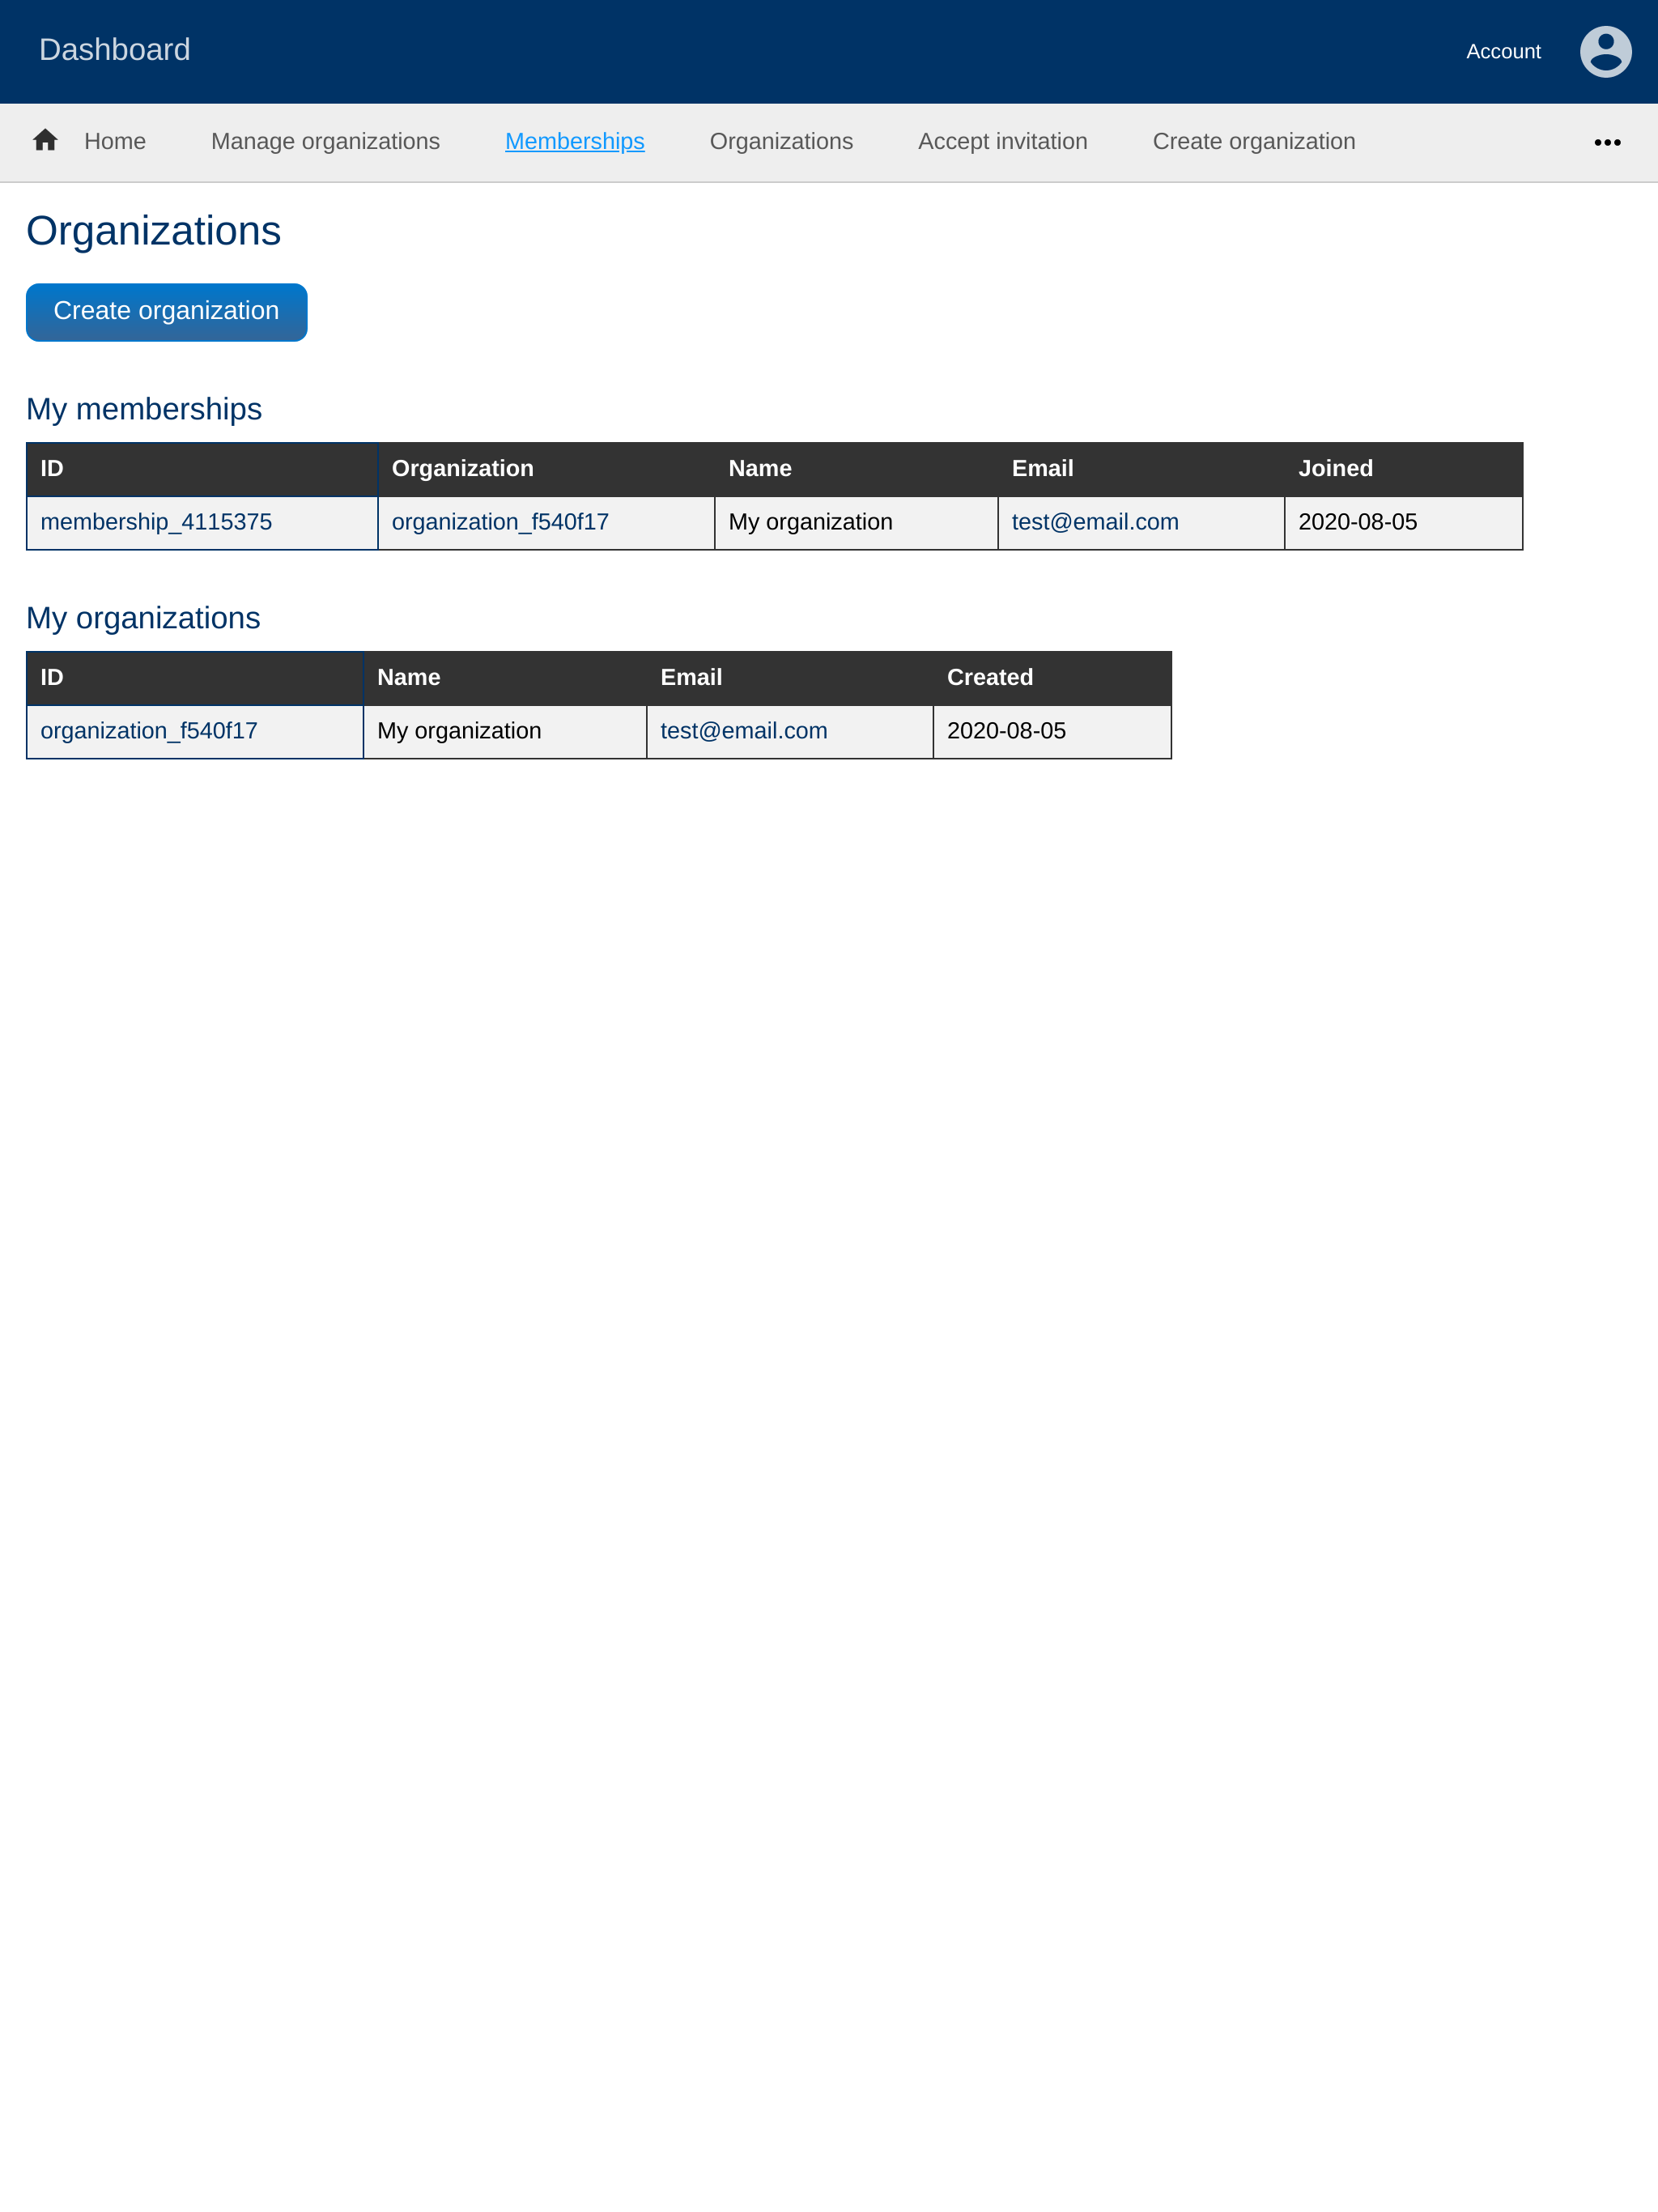 Dashboard
Account
Home Manage organizations Memberships Organizations Accept invitation Create organization
Organizations
Create organization
My memberships
ID Organization Name Email Joined
membership_4115375 organization_f540f17 My organization test@email.com 2020-08-05
My organizations
ID Name Email Created
organization_f540f17 My organization test@email.com 2020-08-05